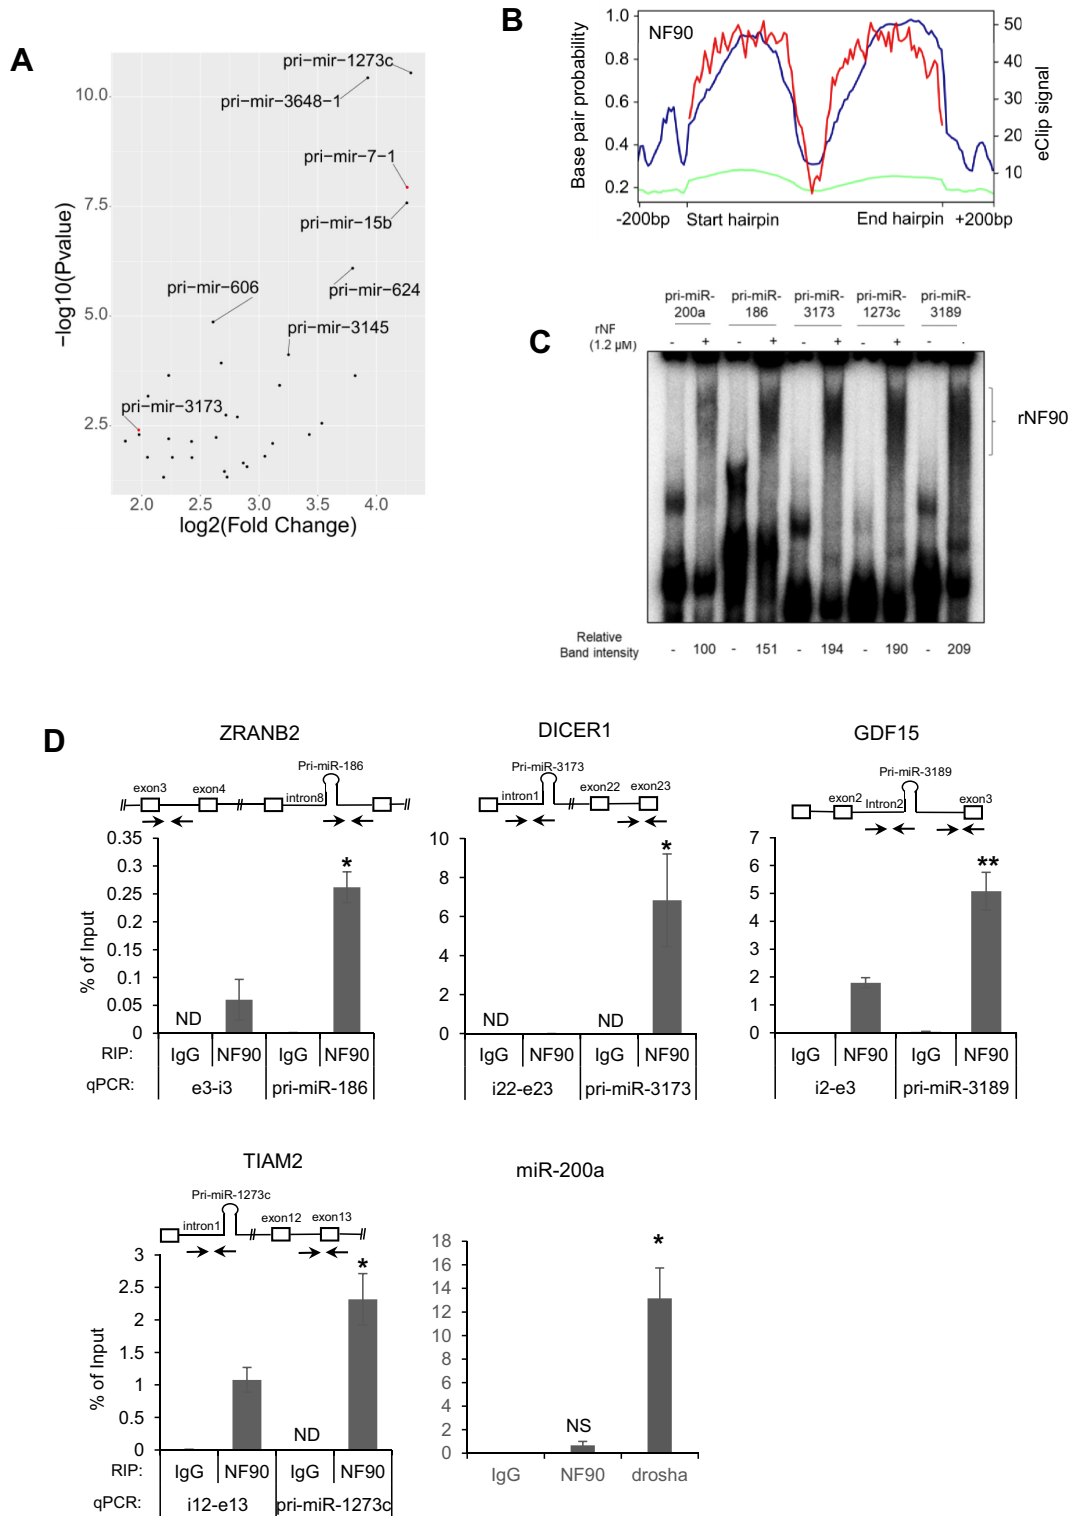 A
pri−mir−1273c
pri−mir−3648−1
pri−mir−7−1
pri−mir−15b
pri−mir−606
pri−mir−624
pri−mir−3145
pri−mir−3173
10.0
7.5
5.0
2.5
−log10(Pvalue)
2.0 2.5 3.0 3.5 4.0
log2(Fold Change)
B
NF90
1.0
0.8
0.6
0.4
0.2
Base pair probability
50
40
30
20
10
eClip signal
-200bp Start hairpin End hairpin +200bp
C
pri-miR-200a pri-miR-186 pri-miR-3173 pri-miR-1273c pri-miR-3189
rNF
(1.2 µM)
- + - + - + - + - .
rNF90
Relative
Band intensity
- 100 - 151 - 194 - 190 - 209
D
ZRANB2
Pri-miR-186
exon3 exon4 intron8
0.35
0.3
0.25
0.2
0.15
0.1
0.05
0
% of Input
ND
*
RIP: IgG NF90 IgG NF90
qPCR: e3-i3 pri-miR-186
DICER1
Pri-miR-3173
intron1 exon22 exon23
10
8
6
4
2
0
ND ND
*
IgG NF90 IgG NF90
i22-e23 pri-miR-3173
GDF15
Pri-miR-3189
exon2 Intron2 exon3
7
6
5
4
3
2
1
0
**
IgG NF90 IgG NF90
i2-e3 pri-miR-3189
TIAM2
Pri-miR-1273c
intron1 exon12 exon13
3
2.5
2
1.5
1
0.5
0
% of Input
ND
*
RIP: IgG NF90 IgG NF90
qPCR: i12-e13 pri-miR-1273c
miR-200a
18
16
14
12
10
8
6
4
2
0
NS
*
IgG NF90 drosha